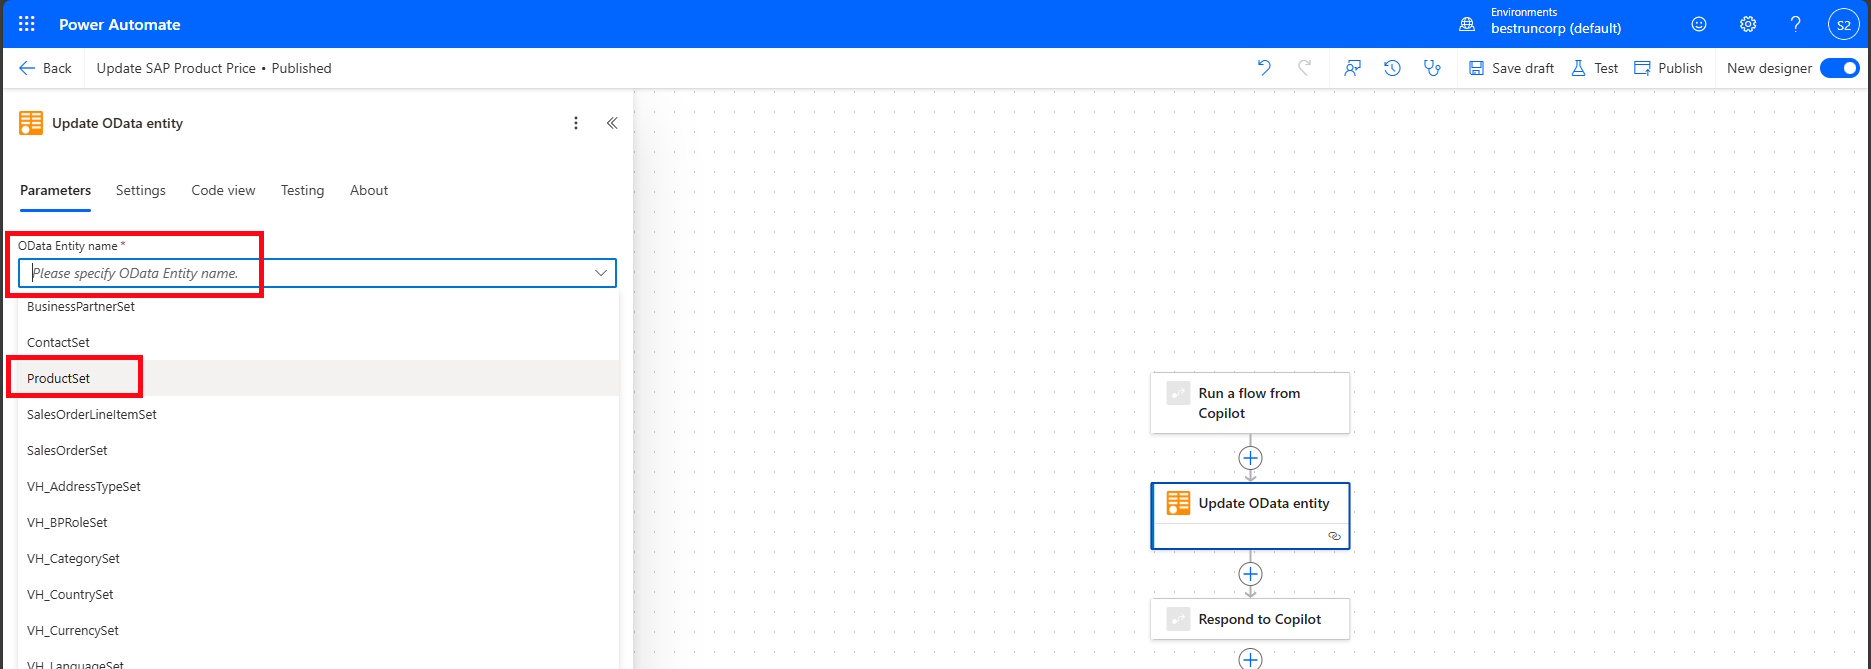 Power Automate
Environments
bestruncorp (default)
?
S2
Back
Update SAP Product Price • Published
Save draft
Test
Publish
New designer
Update OData entity
Parameters
Settings
Code view
Testing
About
OData Entity name *
Please specify OData Entity name.
BusinessPartnerSet
ContactSet
ProductSet
SalesOrderLineItemSet
SalesOrderSet
VH_AddressTypeSet
VH_BPRoleSet
VH_CategorySet
VH_CountrySet
VH_CurrencySet
VH_LanguageSet
Run a flow from
Copilot
Update OData entity
Respond to Copilot